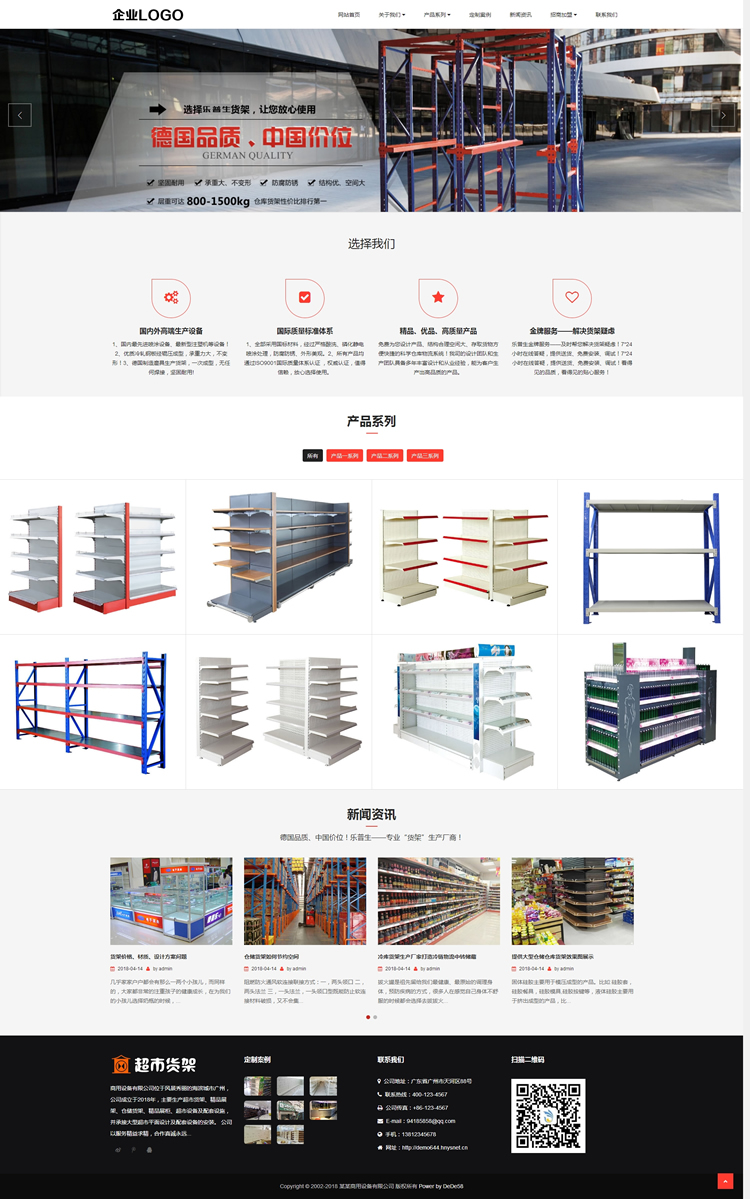 企业LOGO
网站首页 关于我们 产品系列 定制案例 新闻资讯 招商加盟 联系我们
选择乐普生货架，让您放心使用
德国品质、中国价位
GERMAN QUALITY
坚固耐用 承重大、不变形 防腐防锈 结构优、空间大
层重可达 800-1500kg 仓库货架性价比排行第一
选择我们
国内外高端生产设备
1、国内最先进喷涂设备、最新型注塑机等设备！
2、优质冷轧钢板经辊压成型，承重力大，不变
形！3、德国制造磨具生产货架，一次成型，无任
何焊接，坚固耐用！
国际质量标准体系
1、全部采用国标材料，经过严格酸洗、磷化静电
喷涂处理，防腐防锈、外形美观。2、所有产品均
通过ISO9001国际质量体系认证，权威认证，值得
信赖，放心选择使用。
精品、优品、高质量产品
免费为您设计产品、结构合理空间大、存取货物方
便快捷的科学仓库物流系统！我司的设计团队和生
产团队具备多年丰富设计和从业经验，能为客户生
产出高品质的产品。
金牌服务——解决货架疑虑
乐普生金牌服务——及时帮您解决货架疑虑！7*24
小时在线答疑，提供送货、免费安装、调试！7*24
小时在线答疑，提供送货、免费安装、调试！看得
见的品质，看得见的贴心服务！
产品系列
所有 产品一系列 产品二系列 产品三系列
新闻资讯
德国品质、中国价位！乐普生——专业“货架”生产厂商！
货架价格、材质、设计方案问题
2018-04-14 by admin
几乎家家户户都会有那么一两个小孩儿，而同样
的，大家都非常的注重孩子的健康成长，在为我们
的小孩儿选择奶瓶的时候，...
仓储货架如何节约空间
2018-04-14 by admin
阻燃防火通风软连接联接方式：一，两头领口 二，
两头法兰 三，一头法兰，一头领口型既能防止软连
接材料破损，又不会重...
冷库货架生产厂家打造冷链物流中转储藏
2018-04-14 by admin
拔火罐是祖先留给我们最健康、最原始的调理身
体，预防疾病的方式，很多人在感觉自己身体不舒
服的时候都会选择去拔拔火...
提供大型仓储仓库货架效果图展示
2018-04-14 by admin
固体硅胶主要用于模压成型的产品。比如 硅胶套，
硅胶餐具，硅胶模具 硅胶按键等，液体硅胶主要用
于挤出成型的产品，比...
超市货架
商用设备有限公司位于风景秀丽的海滨城市广州，
公司成立于2018年，主要生产超市货架、精品展
架、仓储货架、精品展柜、超市设备及配套设施，
并承接大型超市平面设计及配套设备的安装。 公司
以服务精益求精，合作真诚永远...
定制案例
联系我们
公司地址：广东省广州市天河区88号
联系热线：400-123-4567
公司传真：+86-123-4567
E-mail：94185858@qq.com
手机：13812345678
网址：http://demo644.hnysnet.cn
扫描二维码
Copyright © 2002-2018 某某商用设备有限公司 版权所有 Power by DeDe58